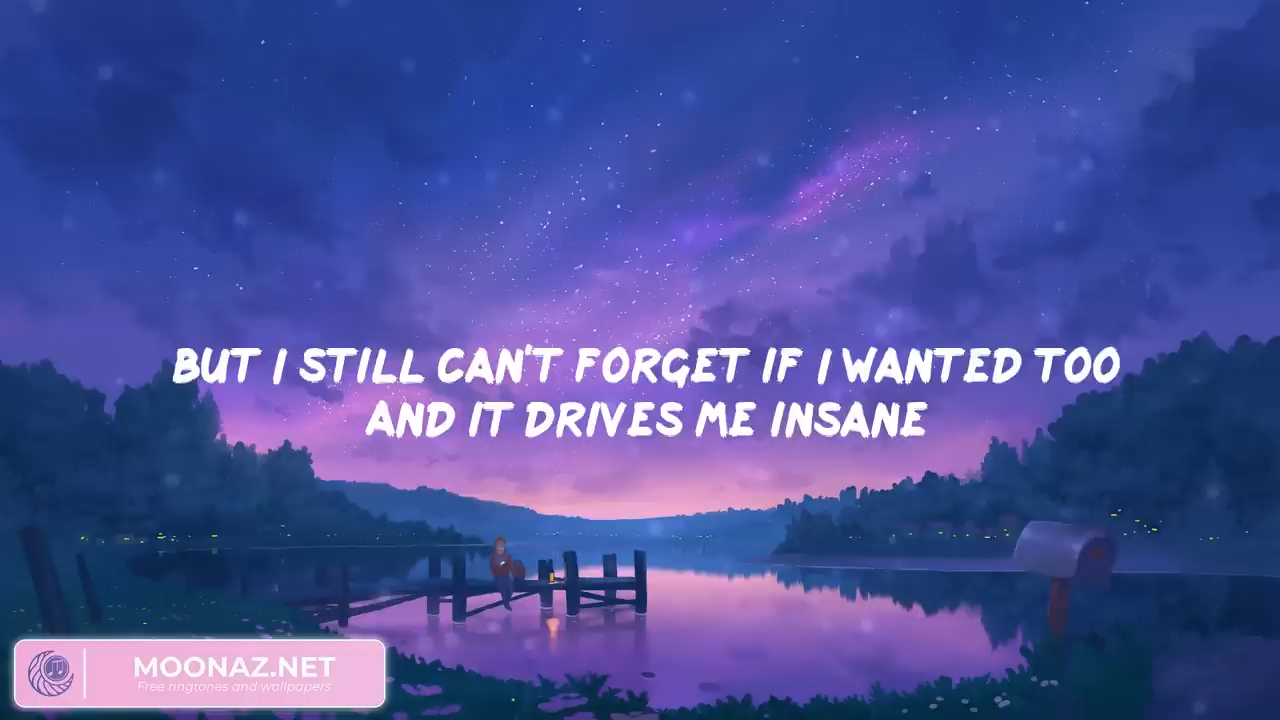 BUT I STILL CAN'T FORGET IF I WANTED TOO
AND IT DRIVES ME INSANE
MOONAZ.NET
Free ringtones and wallpapers